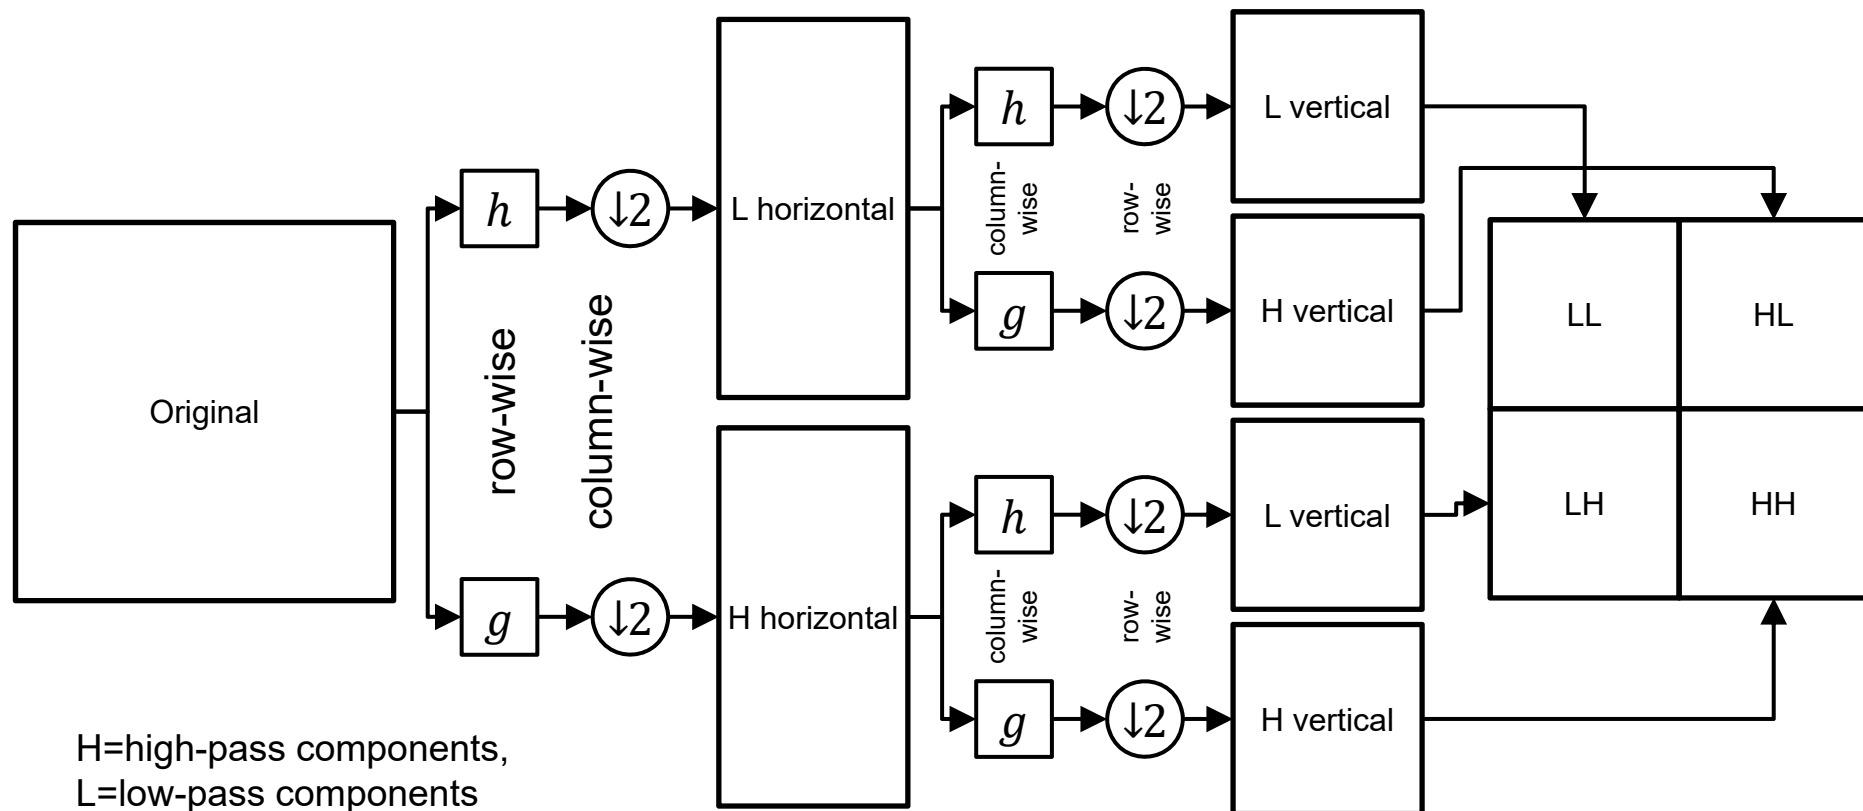 Original
h
↓2
row-wise
column-wise
g
↓2
L horizontal
H horizontal
h
↓2
column-
wise
row-
wise
g
↓2
h
↓2
column-
wise
row-
wise
g
↓2
L vertical
H vertical
L vertical
H vertical
LL
HL
LH
HH
H=high-pass components,
L=low-pass components